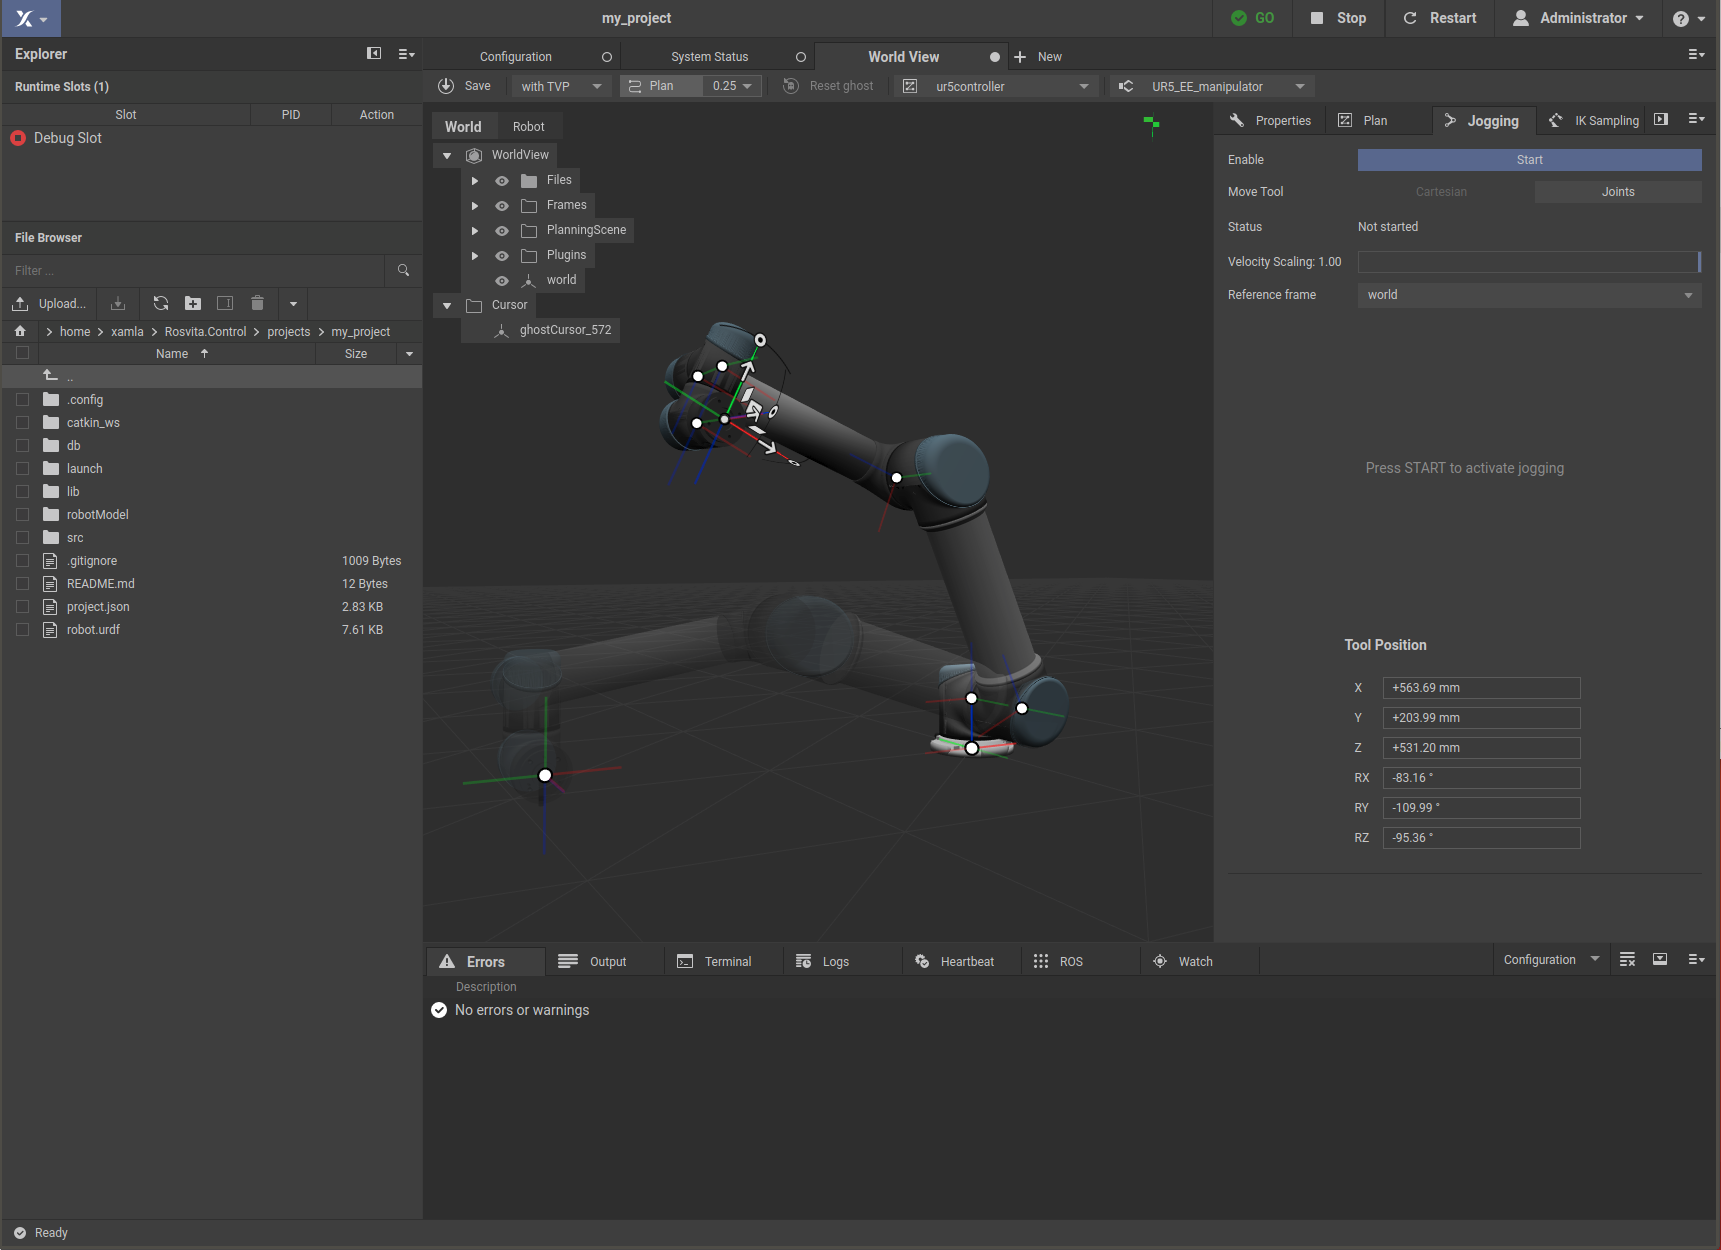 my_project
GO
Stop
Restart
Administrator
Explorer
Runtime Slots (1)
Slot PID Action
Debug Slot
File Browser
Filter ...
Upload...
home > xamla > Rosvita.Control > projects > my_project
Name Size
..
.config
catkin_ws
db
launch
lib
robotModel
src
.gitignore 1009 Bytes
README.md 12 Bytes
project.json 2.83 KB
robot.urdf 7.61 KB
Configuration
System Status
World View
New
Save
with TVP
Plan
0.25
Reset ghost
ur5controller
UR5_EE_manipulator
World
Robot
WorldView
Files
Frames
PlanningScene
Plugins
world
Cursor
ghostCursor_572
Properties
Plan
Jogging
IK Sampling
Enable Start
Move Tool Cartesian Joints
Status Not started
Velocity Scaling: 1.00
Reference frame world
Press START to activate jogging
Tool Position
X +563.69 mm
Y +203.99 mm
Z +531.20 mm
RX -83.16 °
RY -109.99 °
RZ -95.36 °
Errors
Output
Terminal
Logs
Heartbeat
ROS
Watch
Configuration
Description
No errors or warnings
Ready